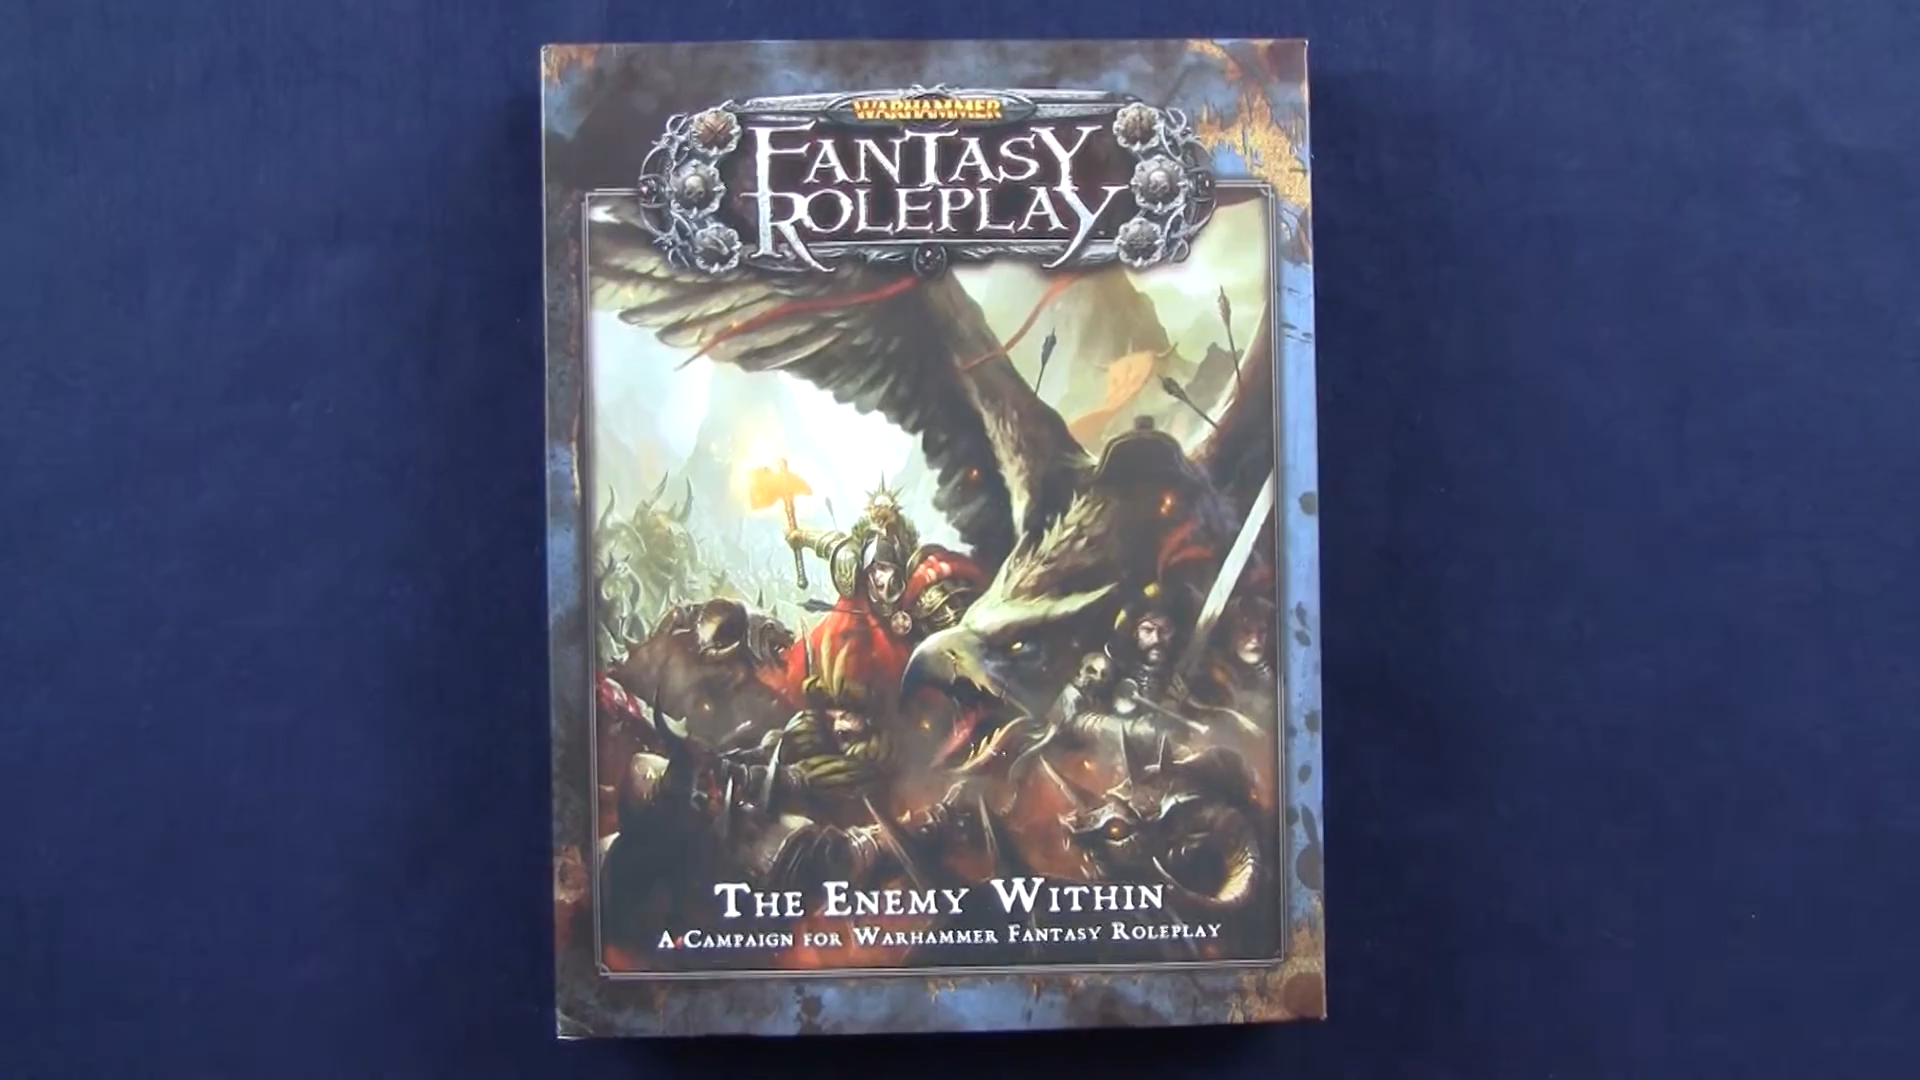 WARHAMMER
FANTASY
ROLEPLAY
THE ENEMY WITHIN
A CAMPAIGN FOR WARHAMMER FANTASY ROLEPLAY